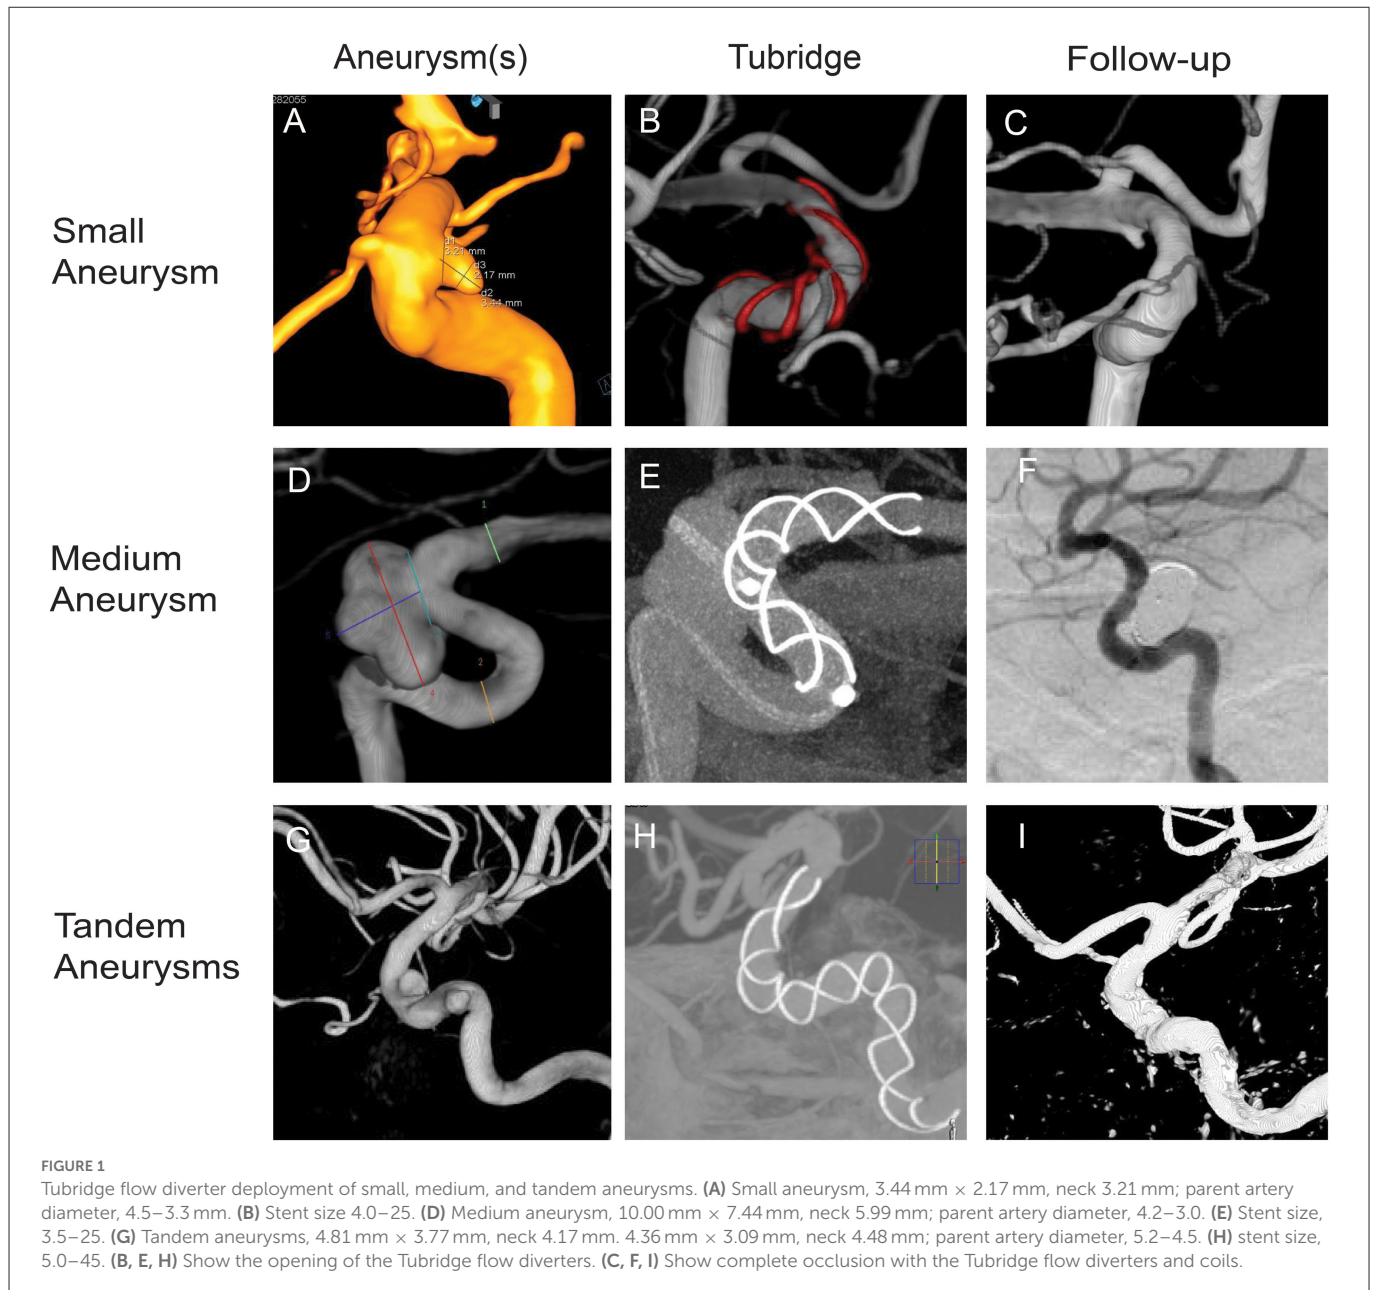 Aneurysm(s)
Tubridge
Follow-up
Small
Aneurysm
282055
A
d1
3.21 mm
d3
2.17 mm
d2
3.44 mm
B
C
Medium
Aneurysm
D
1
2
4
E
F
Tandem
Aneurysms
G
H
I
FIGURE 1
Tubridge flow diverter deployment of small, medium, and tandem aneurysms. (A) Small aneurysm, 3.44 mm × 2.17 mm, neck 3.21 mm; parent artery
diameter, 4.5–3.3 mm. (B) Stent size 4.0–25. (D) Medium aneurysm, 10.00 mm × 7.44 mm, neck 5.99 mm; parent artery diameter, 4.2–3.0. (E) Stent size,
3.5–25. (G) Tandem aneurysms, 4.81 mm × 3.77 mm, neck 4.17 mm. 4.36 mm × 3.09 mm, neck 4.48 mm; parent artery diameter, 5.2–4.5. (H) stent size,
5.0–45. (B, E, H) Show the opening of the Tubridge flow diverters. (C, F, I) Show complete occlusion with the Tubridge flow diverters and coils.